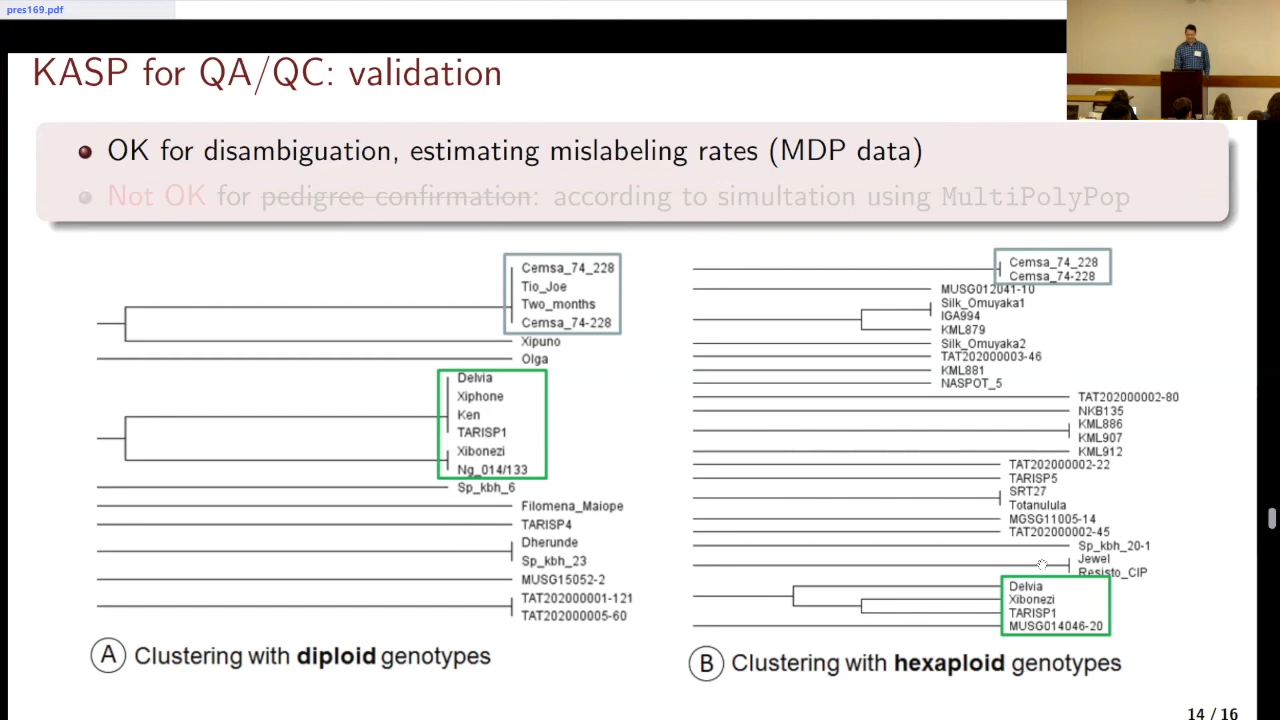 pres169.pdf
KASP for QA/QC: validation
OK for disambiguation, estimating mislabeling rates (MDP data)
Not OK for pedigree confirmation: according to simultation using MultiPolyPop
Cemsa_74_228
Tio_Joe
Two_months
Cemsa_74-228
Xipuno
Olga
Delvia
Xiphone
Ken
TARISP1
Xibonezi
Ng_014/133
Sp_kbh_6
Filomena_Maiope
TARISP4
Dherunde
Sp_kbh_23
MUSG15052-2
TAT202000001-121
TAT202000005-60
A Clustering with diploid genotypes
Cemsa_74_228
Cemsa_74-228
MUSG012041-10
Silk_Omuyaka1
IGA994
KML879
Silk_Omuyaka2
TAT202000003-46
KML881
NASPOT_5
TAT202000002-80
NKB135
KML886
KML907
KML912
TAT202000002-22
TARISP5
SRT27
Totanulula
MGSG11005-14
TAT202000002-45
Sp_kbh_20-1
Jewel
Resisto_CIP
Delvia
Xibonezi
TARISP1
MUSG014046-20
B Clustering with hexaploid genotypes
14 / 16